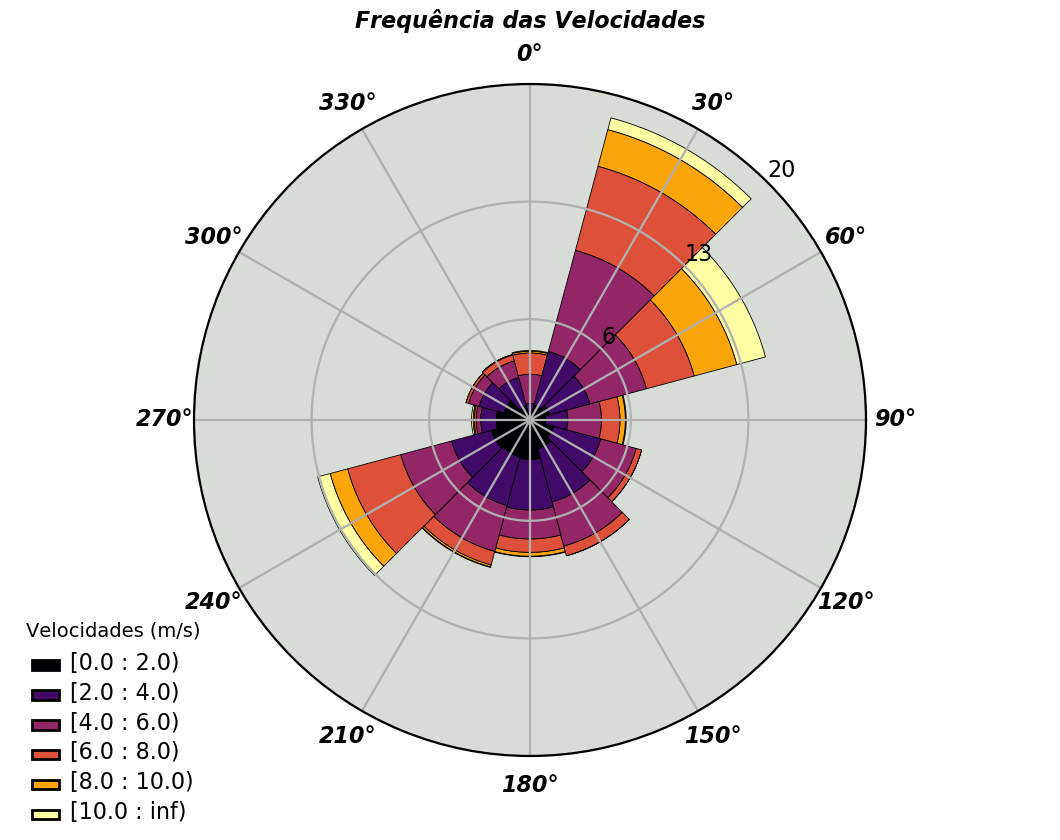 Frequência das Velocidades
0°
330°
30°
20
300°
60°
13
6
270°
90°
240°
120°
210°
150°
180°
Velocidades (m/s)
[0.0 : 2.0)
[2.0 : 4.0)
[4.0 : 6.0)
[6.0 : 8.0)
[8.0 : 10.0)
[10.0 : inf)